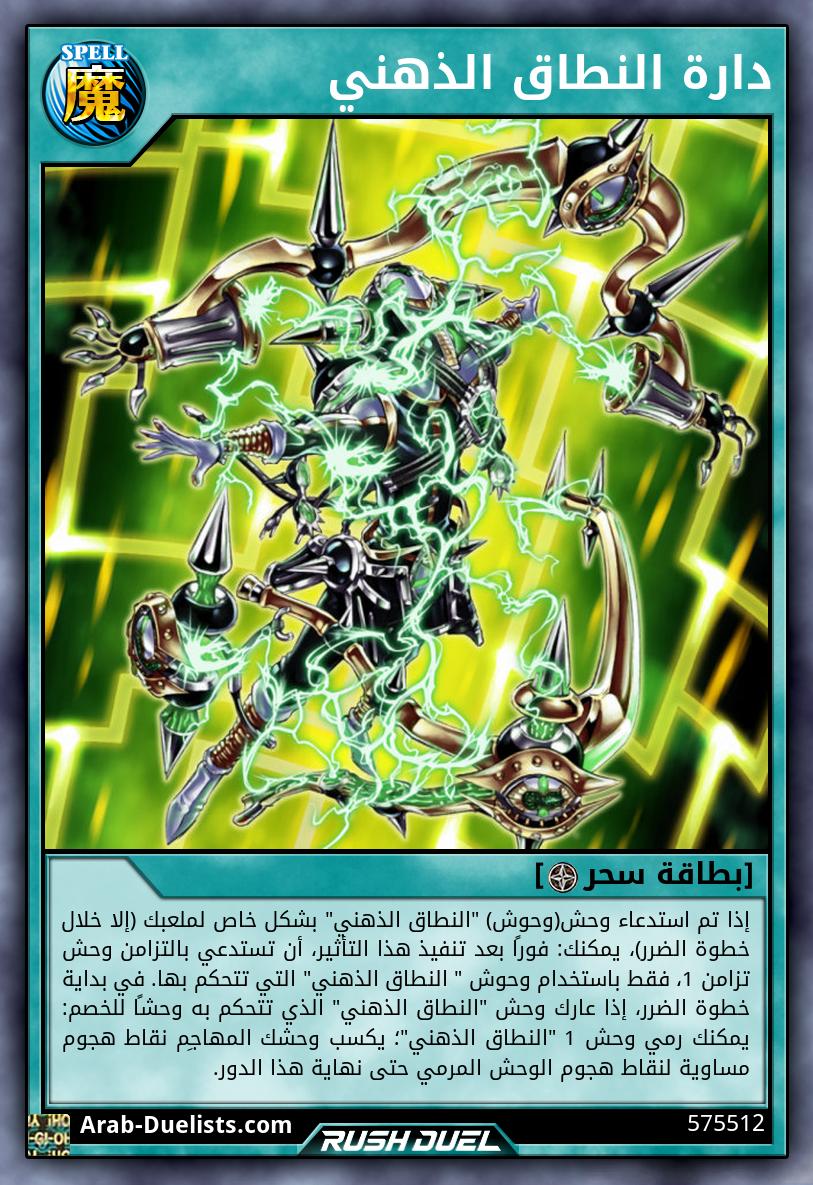 SPELL
魔
دارة النطاق الذهني
[بطاقة سحر]
إذا تم استدعاء وحش(وحوش) "النطاق الذهني" بشكل خاص لملعبك (إلا خلال
خطوة الضرر)، يمكنك: فوراً بعد تنفيذ هذا التأثير، أن تستدعي بالتزامن وحش
تزامن 1، فقط باستخدام وحوش " النطاق الذهني" التي تتحكم بها. في بداية
خطوة الضرر، إذا عارك وحش "النطاق الذهني" الذي تتحكم به وحشًا للخصم:
يمكنك رمي وحش 1 "النطاق الذهني"؛ يكسب وحشك المهاجِم نقاط هجوم
مساوية لنقاط هجوم الوحش المرمي حتى نهاية هذا الدور.
Arab-Duelists.com
RUSH DUEL
575512